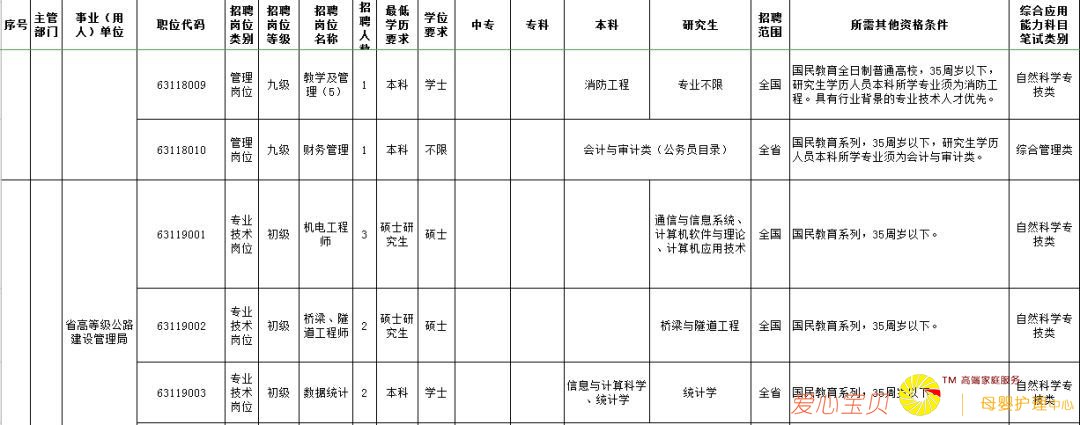 序号 主管部门 事业（用人）单位 职位代码 招聘岗位类别 招聘岗位等级 招聘岗位名称 招聘人数 最低学历要求 学位要求 中专 专科 本科 研究生 招聘范围 所需其他资格条件 综合应用能力科目笔试类别
63118009 管理岗位 九级 教学及管理（5） 1 本科 学士 消防工程 专业不限 全国 国民教育全日制普通高校，35周岁以下，研究生学历人员本科所学专业须为消防工程。具有行业背景的专业技术人才优先。 自然科学专技类
63118010 管理岗位 九级 财务管理 1 本科 不限 会计与审计类（公务员目录） 全省 国民教育系列，35周岁以下，研究生学历人员本科所学专业须为会计与审计类。 综合管理类
省高等级公路建设管理局
63119001 专业技术岗位 初级 机电工程师 3 硕士研究生 硕士 通信与信息系统、计算机软件与理论、计算机应用技术 全国 国民教育系列，35周岁以下。 自然科学专技类
63119002 专业技术岗位 初级 桥梁、隧道工程师 2 硕士研究生 硕士 桥梁与隧道工程 全国 国民教育系列，35周岁以下。 自然科学专技类
63119003 专业技术岗位 初级 数据统计 2 本科 学士 信息与计算科学、统计学 统计学 全省 国民教育系列，35周岁以下。 自然科学专技类
爱心宝贝 TM 高端家庭服务 母婴护理中心